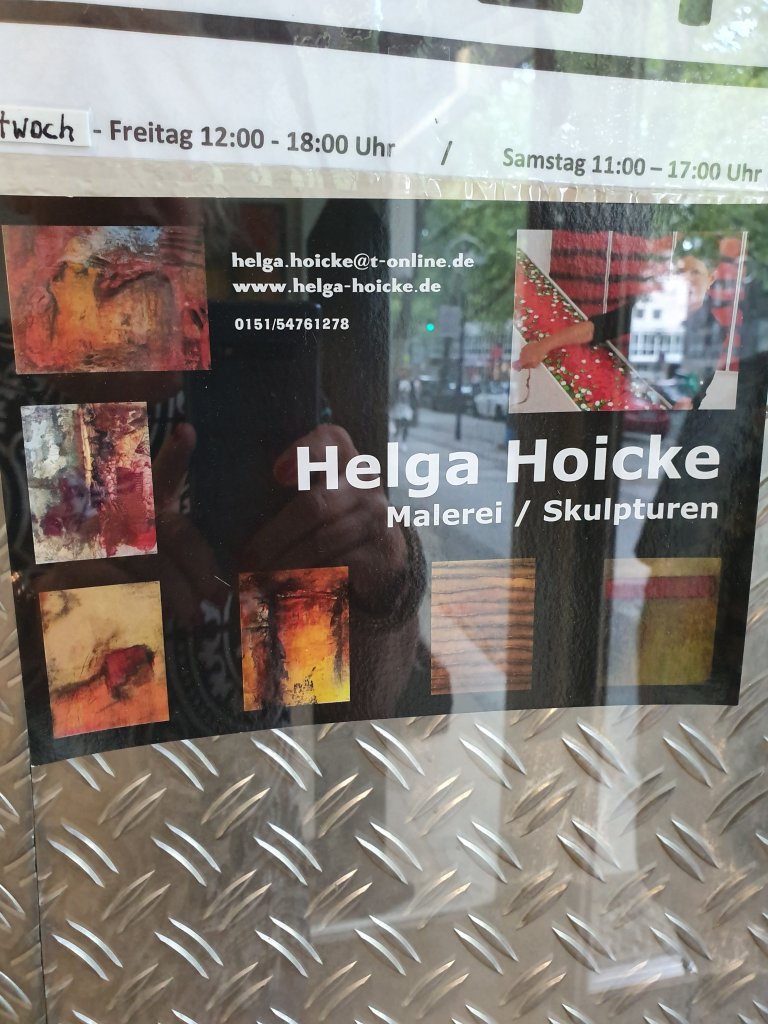 twoch - Freitag 12:00 - 18:00 Uhr / Samstag 11:00 – 17:00 Uhr
helga.hoicke@t-online.de
www.helga-hoicke.de
0151/54761278
Helga Hoicke
Malerei / Skulpturen